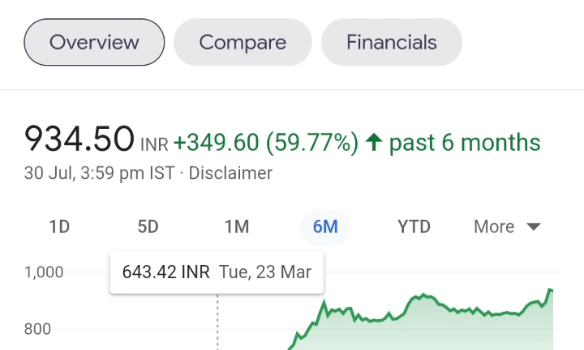 Overview Compare Financials
934.50 INR +349.60 (59.77%) ↑ past 6 months
30 Jul, 3:59 pm IST · Disclaimer
1D 5D 1M 6M YTD More
643.42 INR Tue, 23 Mar
1,000
800